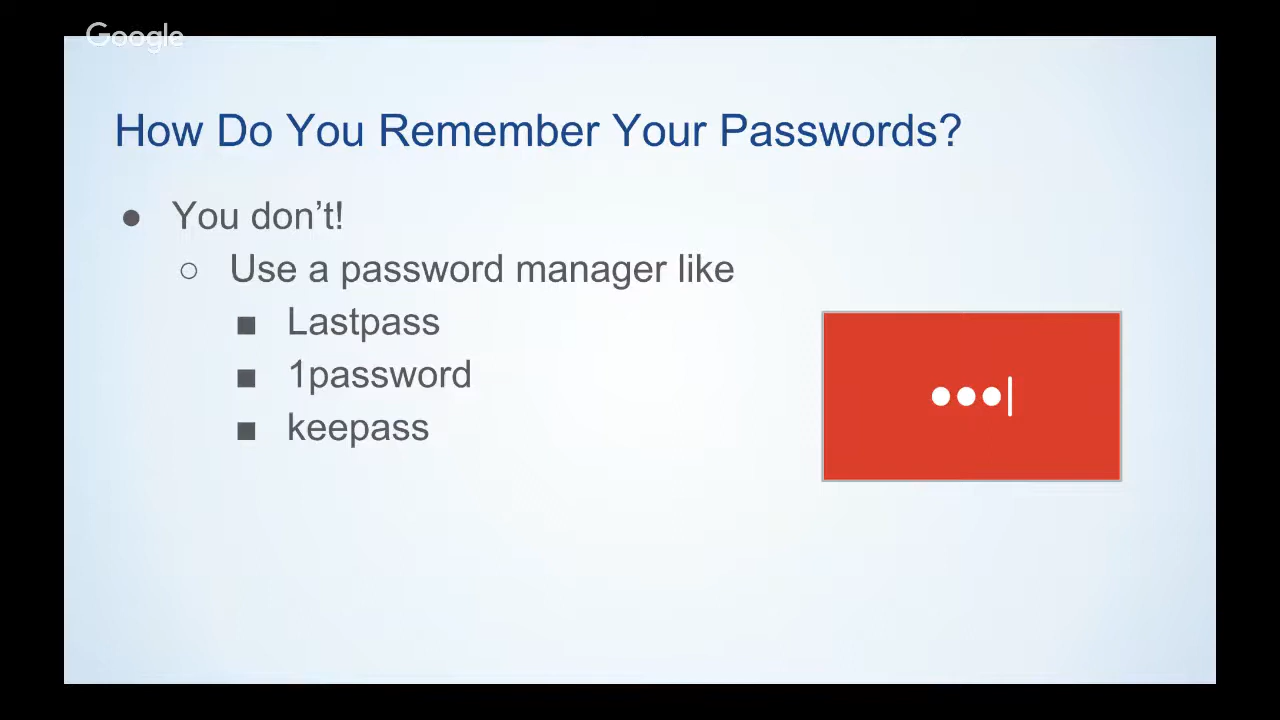 Google
How Do You Remember Your Passwords?
● You don't!
○ Use a password manager like
■ Lastpass
■ 1password
■ keepass